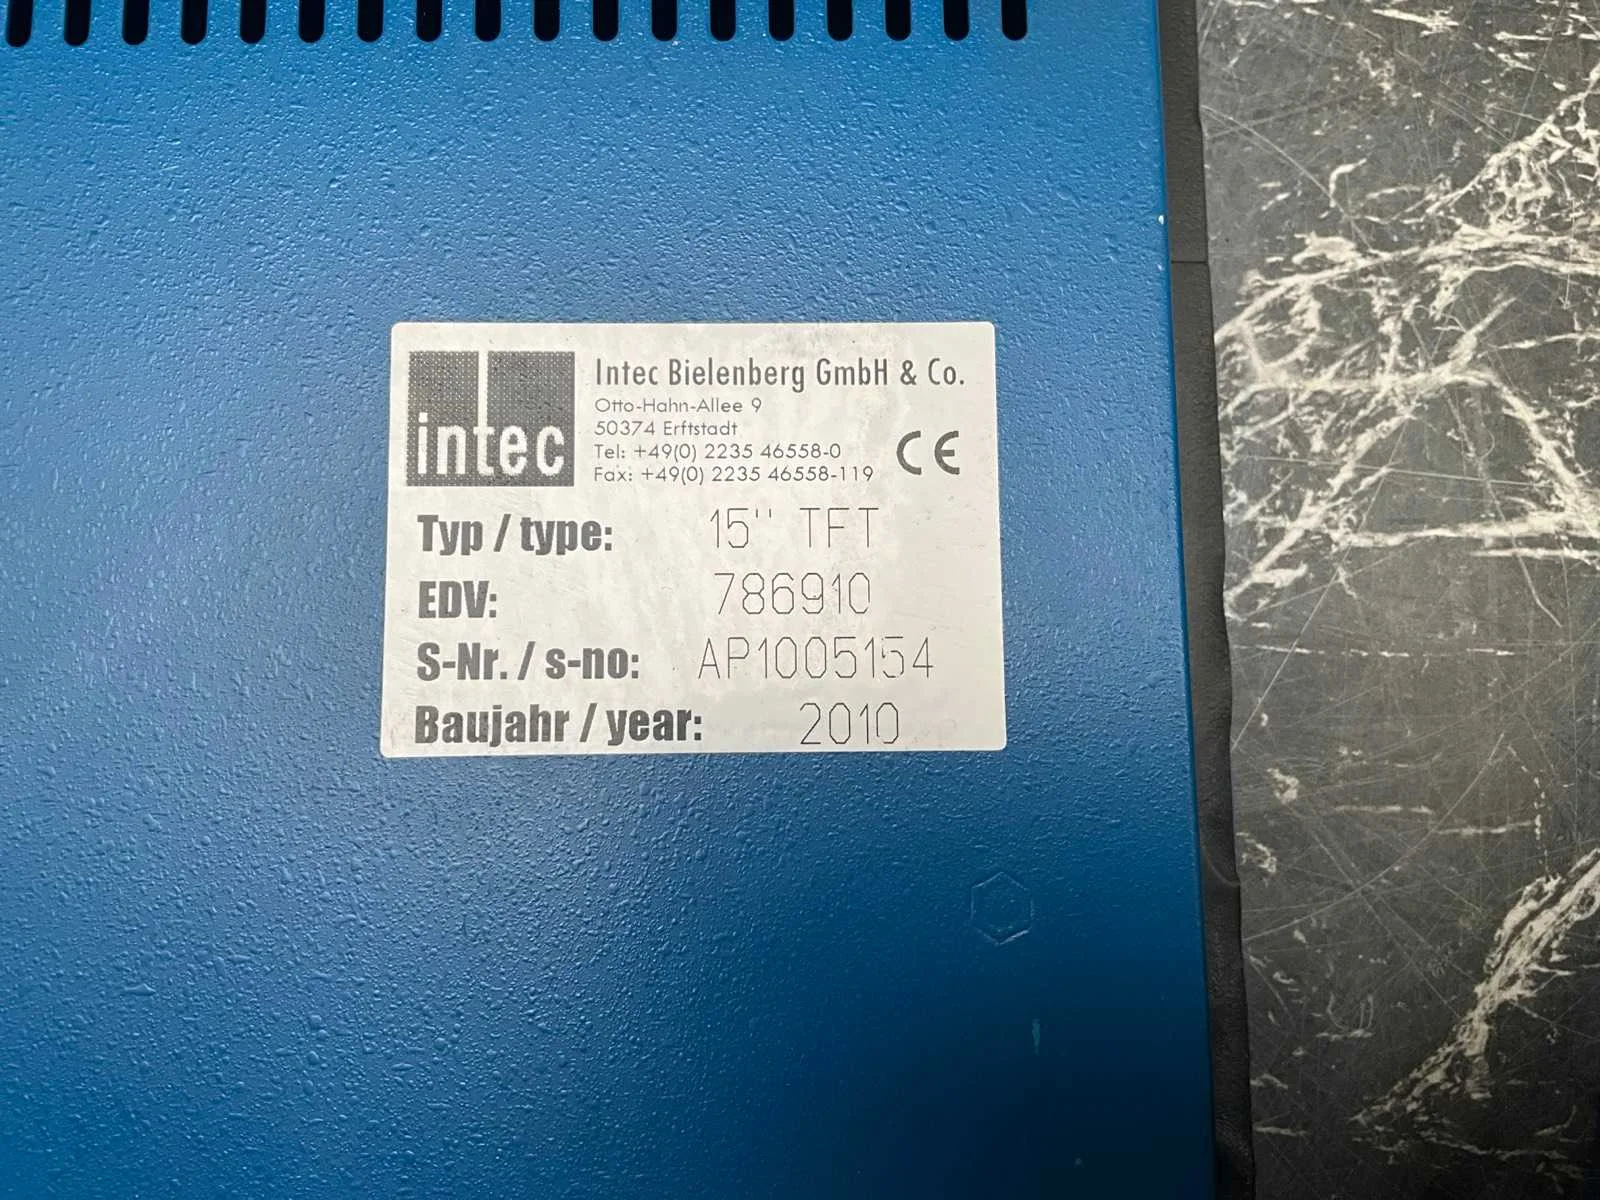 intec
Intec Bielenberg GmbH & Co.
Otto-Hahn-Allee 9
50374 Erftstadt
Tel: +49(0) 2235 46558-0
Fax: +49(0) 2235 46558-119
CE
Typ / type: 15'' TFT
EDV: 786910
S-Nr. / s-no: AP1005154
Baujahr / year: 2010